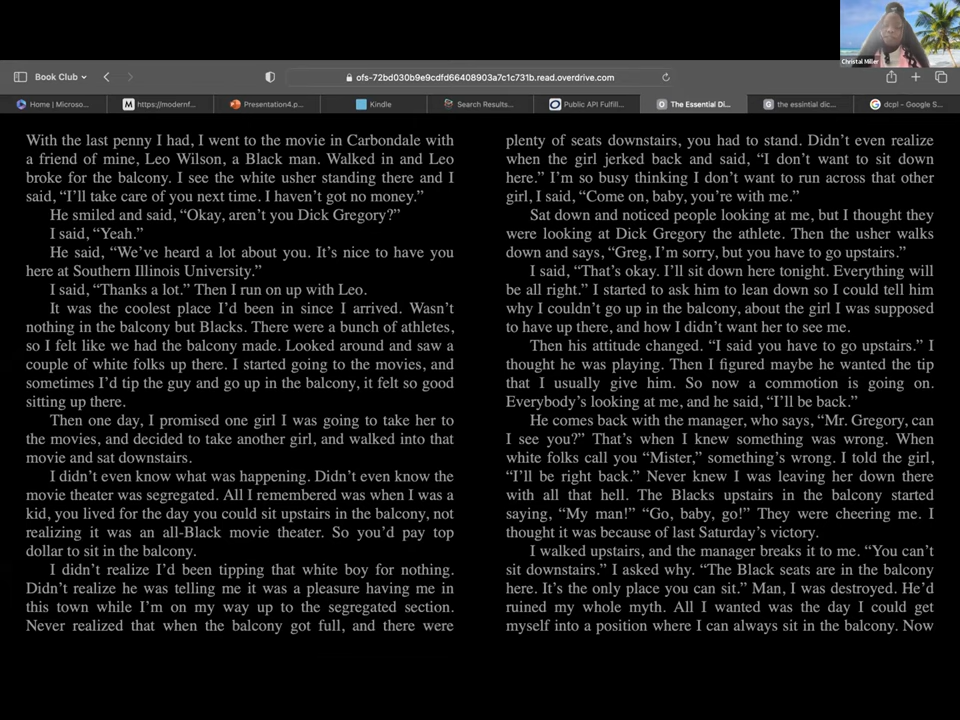 Christal Miller
Book Club
ofs-72bd030b9e9cdfd66408903a7c1c731b.read.overdrive.com
Home | Microso...
M https://modernf...
Presentation4.p...
Kindle
Search Results...
Public API Fulfill...
The Essential Di...
G the essintial dic...
G dcpl - Google S...
With the last penny I had, I went to the movie in Carbondale with
a friend of mine, Leo Wilson, a Black man. Walked in and Leo
broke for the balcony. I see the white usher standing there and I
said, “I’ll take care of you next time. I haven’t got no money.”
He smiled and said, “Okay, aren’t you Dick Gregory?”
I said, “Yeah.”
He said, “We’ve heard a lot about you. It’s nice to have you
here at Southern Illinois University.”
I said, “Thanks a lot.” Then I run on up with Leo.
It was the coolest place I’d been in since I arrived. Wasn’t
nothing in the balcony but Blacks. There were a bunch of athletes,
so I felt like we had the balcony made. Looked around and saw a
couple of white folks up there. I started going to the movies, and
sometimes I’d tip the guy and go up in the balcony, it felt so good
sitting up there.
Then one day, I promised one girl I was going to take her to
the movies, and decided to take another girl, and walked into that
movie and sat downstairs.
I didn’t even know what was happening. Didn’t even know the
movie theater was segregated. All I remembered was when I was a
kid, you lived for the day you could sit upstairs in the balcony, not
realizing it was an all-Black movie theater. So you’d pay top
dollar to sit in the balcony.
I didn’t realize I’d been tipping that white boy for nothing.
Didn’t realize he was telling me it was a pleasure having me in
this town while I’m on my way up to the segregated section.
Never realized that when the balcony got full, and there were
plenty of seats downstairs, you had to stand. Didn’t even realize
when the girl jerked back and said, “I don’t want to sit down
here.” I’m so busy thinking I don’t want to run across that other
girl, I said, “Come on, baby, you’re with me.”
Sat down and noticed people looking at me, but I thought they
were looking at Dick Gregory the athlete. Then the usher walks
down and says, “Greg, I’m sorry, but you have to go upstairs.”
I said, “That’s okay. I’ll sit down here tonight. Everything will
be all right.” I started to ask him to lean down so I could tell him
why I couldn’t go up in the balcony, about the girl I was supposed
to have up there, and how I didn’t want her to see me.
Then his attitude changed. “I said you have to go upstairs.” I
thought he was playing. Then I figured maybe he wanted the tip
that I usually give him. So now a commotion is going on.
Everybody’s looking at me, and he said, “I’ll be back.”
He comes back with the manager, who says, “Mr. Gregory, can
I see you?” That’s when I knew something was wrong. When
white folks call you “Mister,” something’s wrong. I told the girl,
“I’ll be right back.” Never knew I was leaving her down there
with all that hell. The Blacks upstairs in the balcony started
saying, “My man!” “Go, baby, go!” They were cheering me. I
thought it was because of last Saturday’s victory.
I walked upstairs, and the manager breaks it to me. “You can’t
sit downstairs.” I asked why. “The Black seats are in the balcony
here. It’s the only place you can sit.” Man, I was destroyed. He’d
ruined my whole myth. All I wanted was the day I could get
myself into a position where I can always sit in the balcony. Now